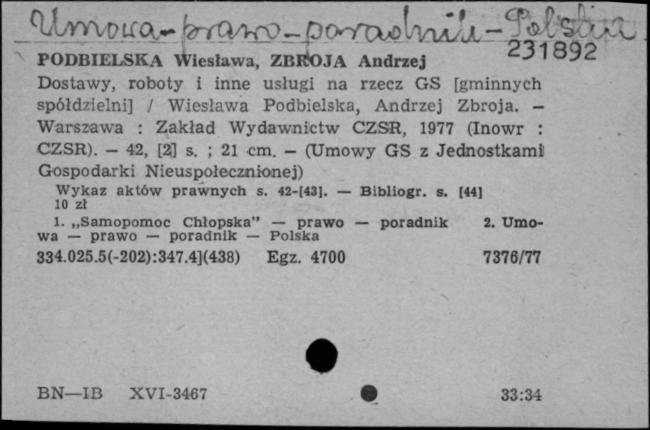 Umowa - prawo - poradnik - Polska
231892
PODBIELSKA Wiesława, ZBROJA Andrzej
Dostawy, roboty i inne usługi na rzecz GS [gminnych
spółdzielni] / Wiesława Podbielska, Andrzej Zbroja. —
Warszawa : Zakład Wydawnictw CZSR, 1977 (Inowr :
CZSR). — 42, [2] s. ; 21 cm. — (Umowy GS z Jednostkami
Gospodarki Nieuspołecznionej)
Wykaz aktów prawnych s. 42-[43]. — Bibliogr. s. [44]
10 zł
1. „Samopomoc Chłopska” — prawo — poradnik 2. Umo-
wa — prawo — poradnik — Polska
334.025.5(-202):347.4](438) Egz. 4700 7376/77
BN—IB XVI-3467 33:34